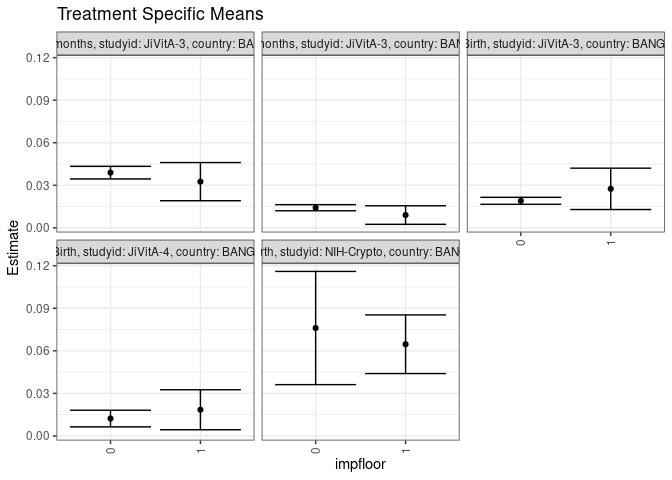 Treatment Specific Means
months, studyid: JiVitA-3, country: BA
months, studyid: JiVitA-3, country: BAN
Birth, studyid: JiVitA-3, country: BANG
0.12
0.09
0.06
0.03
0.00
0 1
Estimate
Birth, studyid: JiVitA-4, country: BANG
rth, studyid: NIH-Crypto, country: BAN
0.12
0.09
0.06
0.03
0.00
0 1 0 1
impfloor